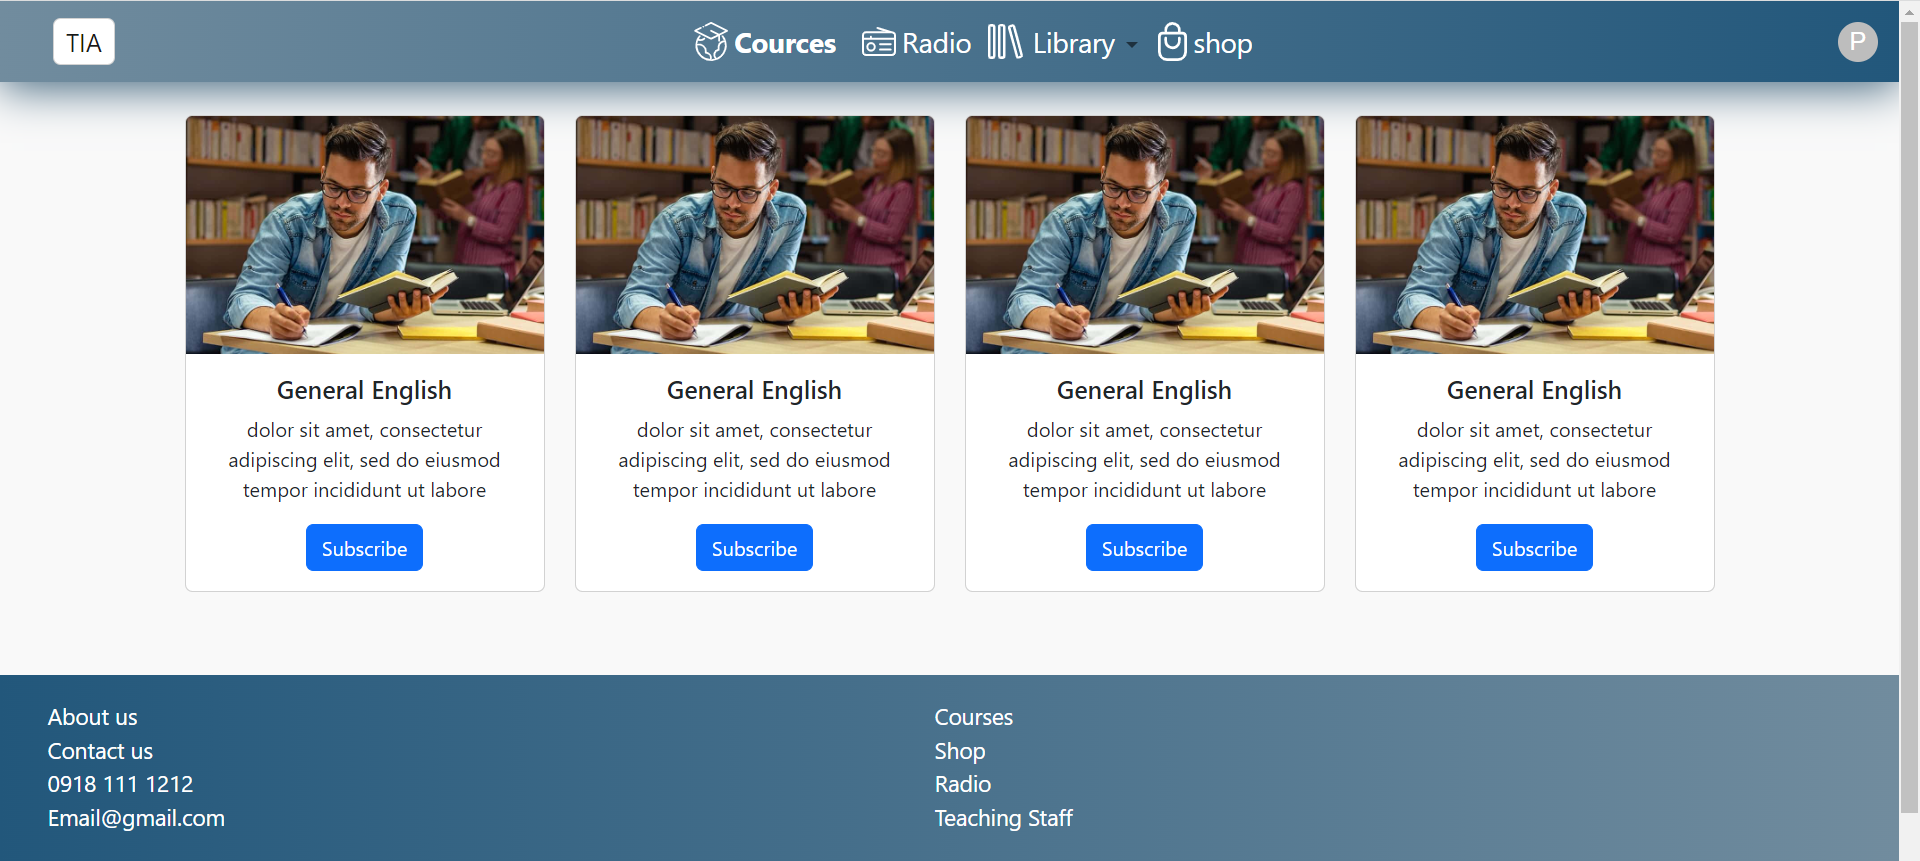 TIA
Cources
Radio
Library
shop
P
General English
dolor sit amet, consectetur
adipiscing elit, sed do eiusmod
tempor incididunt ut labore
Subscribe
General English
dolor sit amet, consectetur
adipiscing elit, sed do eiusmod
tempor incididunt ut labore
Subscribe
General English
dolor sit amet, consectetur
adipiscing elit, sed do eiusmod
tempor incididunt ut labore
Subscribe
General English
dolor sit amet, consectetur
adipiscing elit, sed do eiusmod
tempor incididunt ut labore
Subscribe
About us
Contact us
0918 111 1212
Email@gmail.com
Courses
Shop
Radio
Teaching Staff